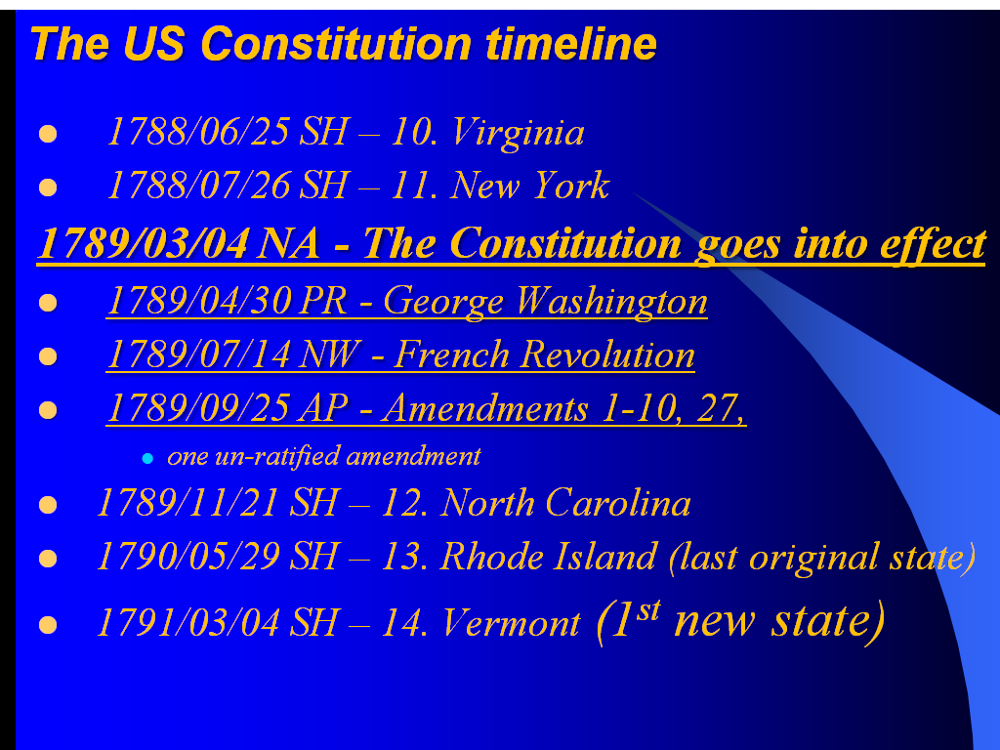 The US Constitution timeline
1788/06/25 SH – 10. Virginia
1788/07/26 SH – 11. New York
1789/03/04 NA - The Constitution goes into effect
1789/04/30 PR - George Washington
1789/07/14 NW - French Revolution
1789/09/25 AP - Amendments 1-10, 27,
one un-ratified amendment
1789/11/21 SH – 12. North Carolina
1790/05/29 SH – 13. Rhode Island (last original state)
1791/03/04 SH – 14. Vermont (1st new state)